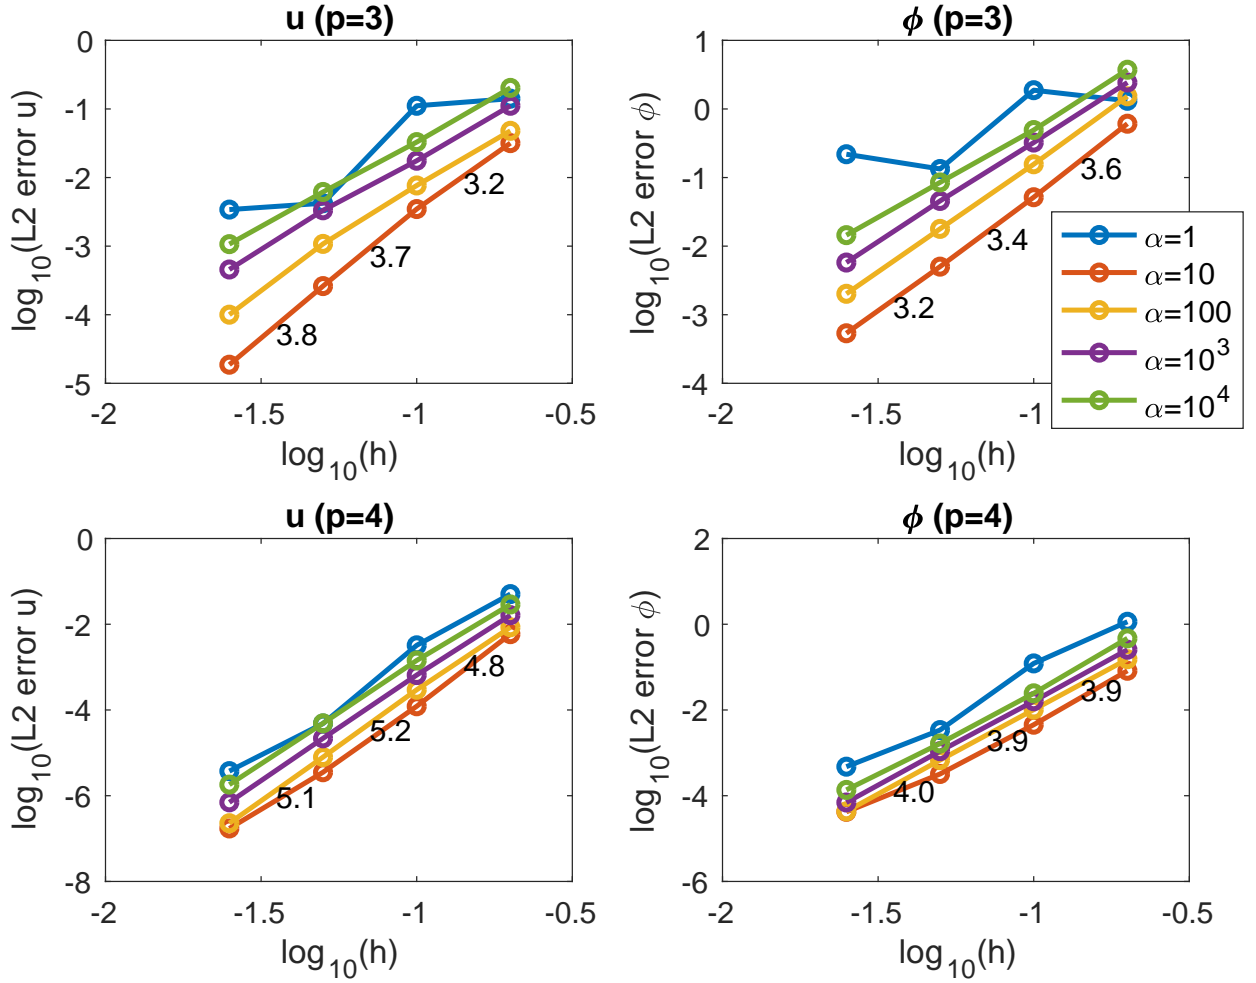 u (p=3)
0
-1
-2
-3
-4
-5
-2
-1.5
-1
-0.5
log10(h)
log10(L2 error u)
3.2
3.7
3.8
ϕ (p=3)
1
0
-1
-2
-3
-4
-2
-1.5
-1
log10(h)
log10(L2 error ϕ)
3.6
3.4
3.2
α=1
α=10
α=100
α=10^3
α=10^4
u (p=4)
0
-2
-4
-6
-8
-2
-1.5
-1
-0.5
log10(h)
log10(L2 error u)
4.8
5.2
5.1
ϕ (p=4)
2
0
-2
-4
-6
-2
-1.5
-1
-0.5
log10(h)
log10(L2 error ϕ)
3.9
3.9
4.0